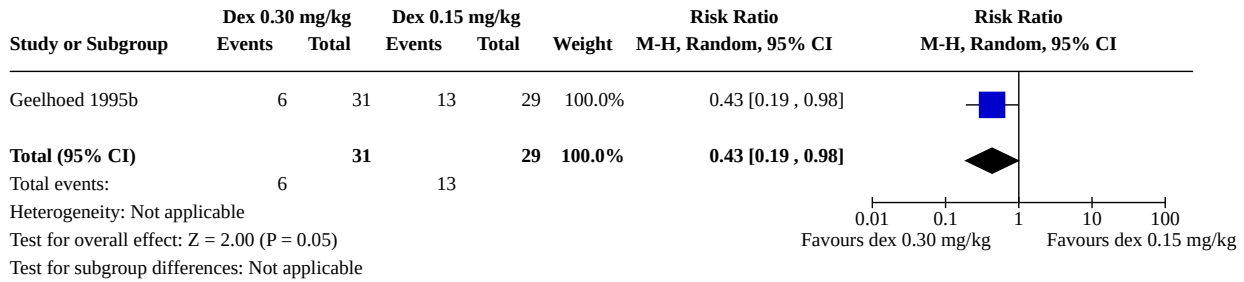 Dex 0.30 mg/kg Dex 0.15 mg/kg Risk Ratio Risk Ratio
Study or Subgroup Events Total Events Total Weight M-H, Random, 95% CI M-H, Random, 95% CI
Geelhoed 1995b 6 31 13 29 100.0% 0.43 [0.19 , 0.98]
Total (95% CI) 31 29 100.0% 0.43 [0.19 , 0.98]
Total events: 6 13
Heterogeneity: Not applicable
0.01 0.1 1 10 100
Test for overall effect: Z = 2.00 (P = 0.05) Favours dex 0.30 mg/kg Favours dex 0.15 mg/kg
Test for subgroup differences: Not applicable